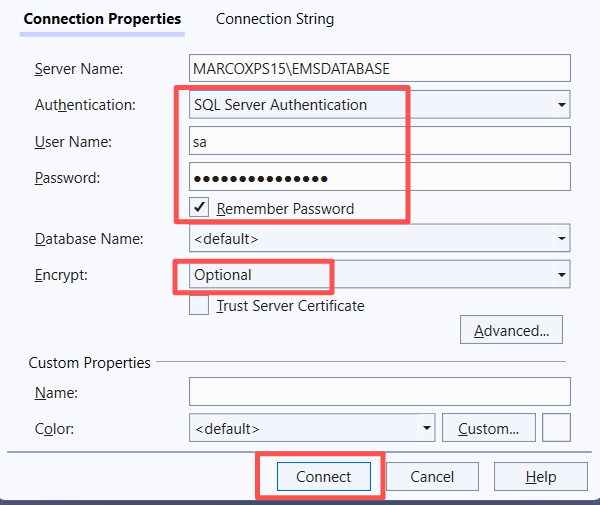 Connection Properties Connection String
Server Name: MARCOXPS15\EMSDATABASE
Authentication: SQL Server Authentication
User Name: sa
Password: ●●●●●●●●●●●●●●●
Remember Password
Database Name: <default>
Encrypt: Optional
Trust Server Certificate
Advanced...
Custom Properties
Name:
Color: <default> Custom...
Connect Cancel Help